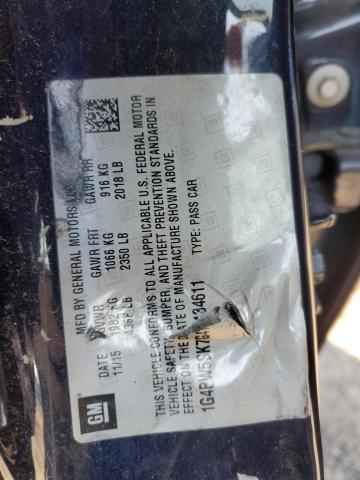 MFD BY GENERAL MOTORS LLC
DATE GVWR GAWR FRT GAWR RR
11/15 1066 KG 916 KG
2350 LB 2018 LB
THIS VEHICLE CONFORMS TO ALL APPLICABLE U.S. FEDERAL MOTOR
VEHICLE SAFETY, BUMPER, AND THEFT PREVENTION STANDARDS IN
EFFECT ON THE DATE OF MANUFACTURE SHOWN ABOVE.
TYPE: PASS CAR
GM